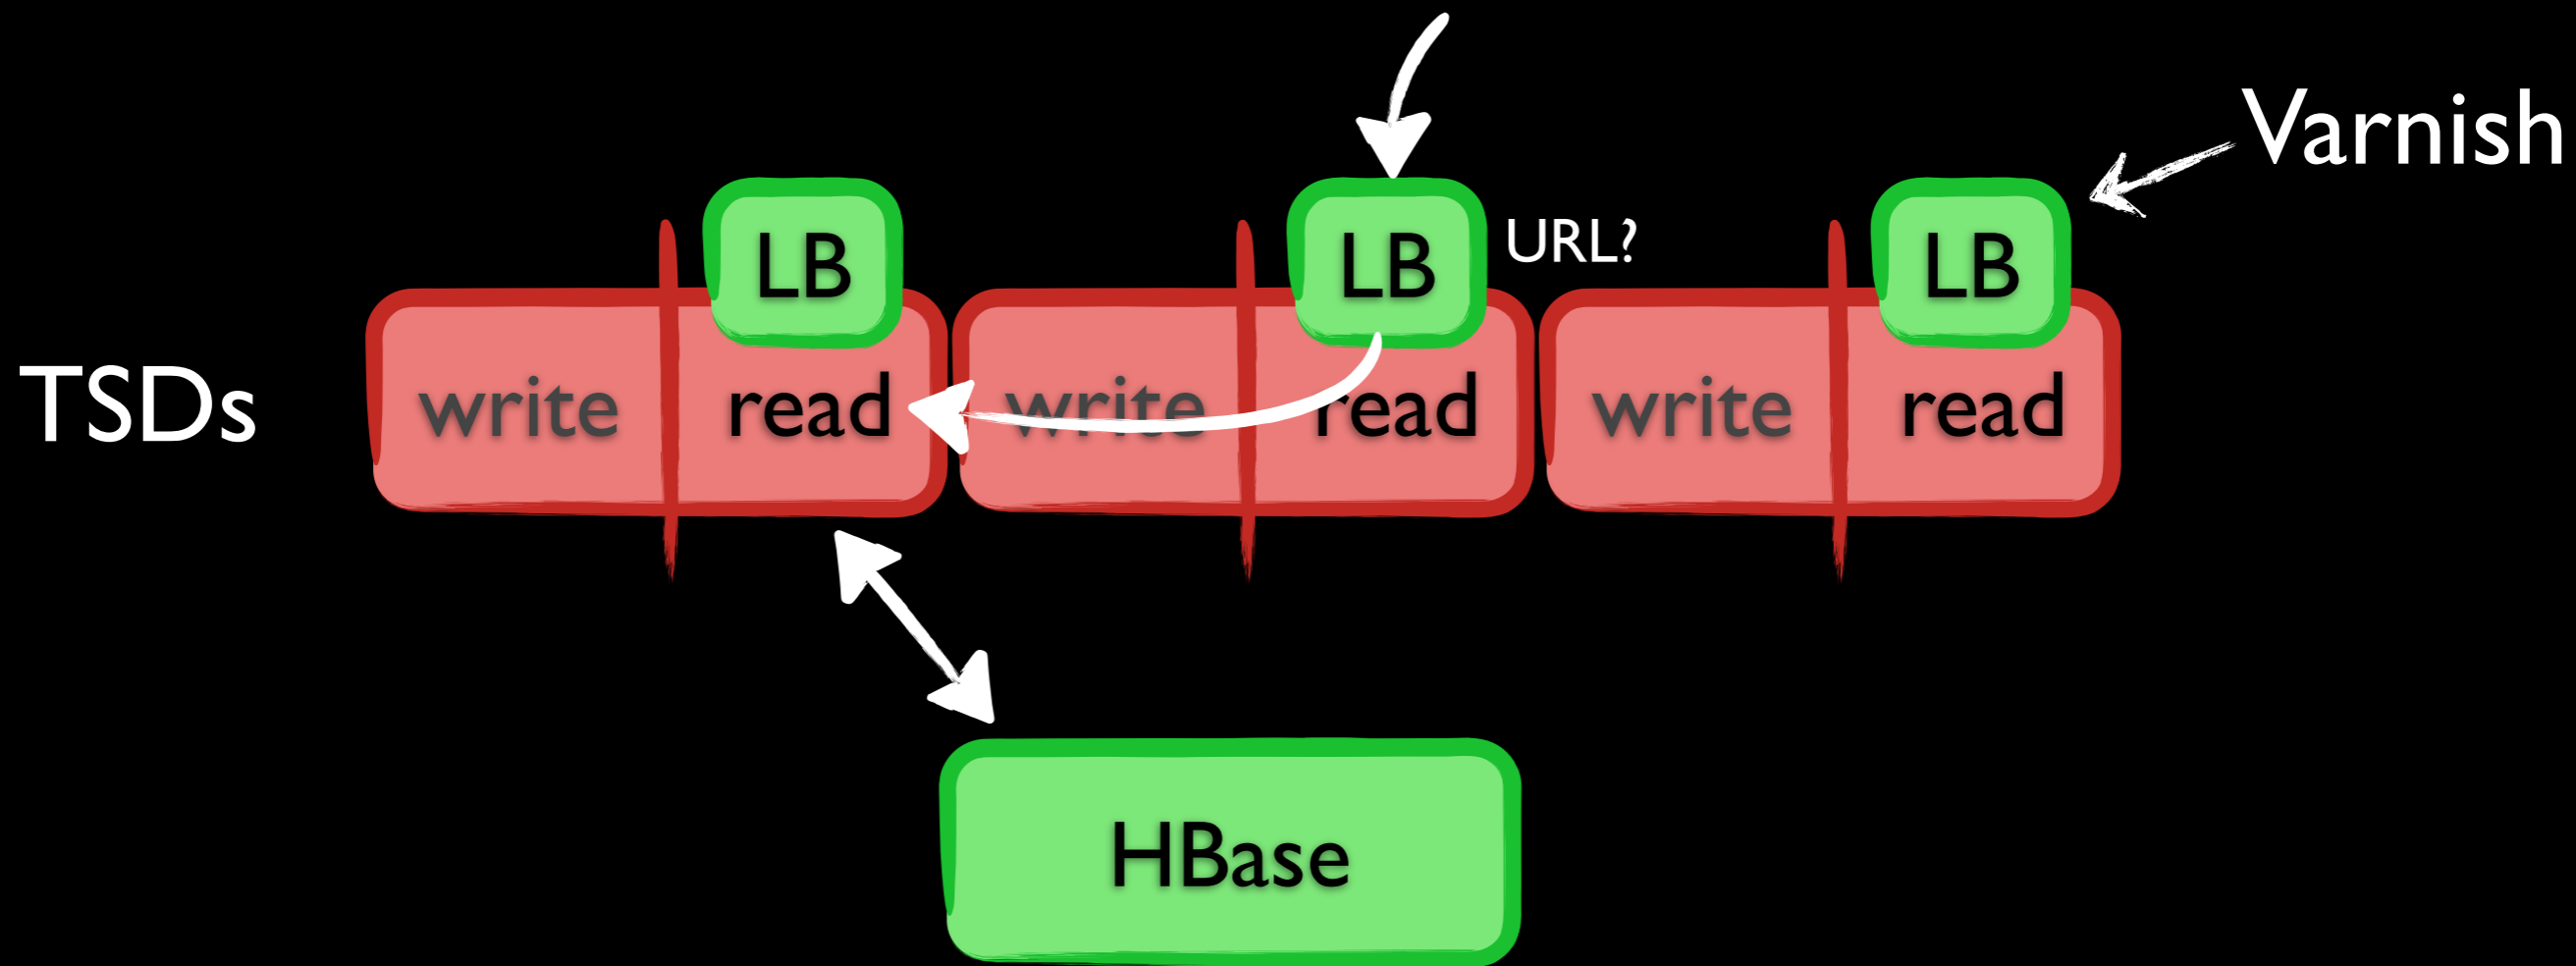 Varnish
LB
LB
URL?
LB
TSDs
write
read
write
read
write
read
HBase